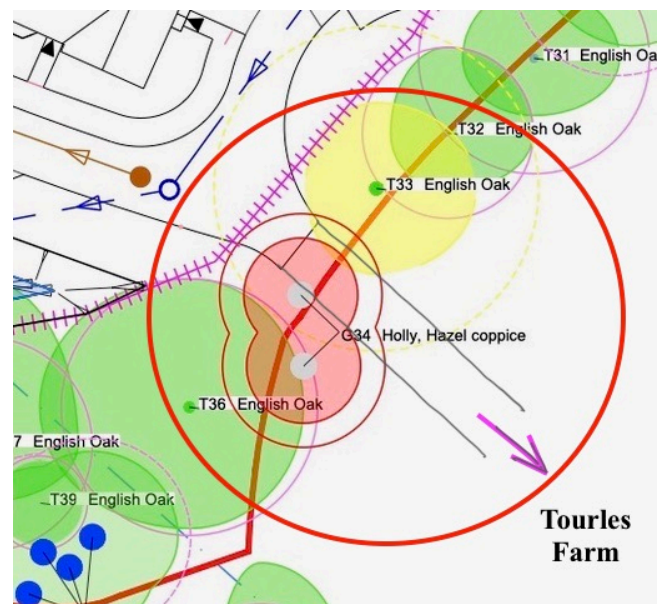 T31 English Oa
T32 English Oak
T33 English Oak
G34 Holly, Hazel coppice
T36 English Oak
7 English Oak
T39 English Oak
Tourles
Farm